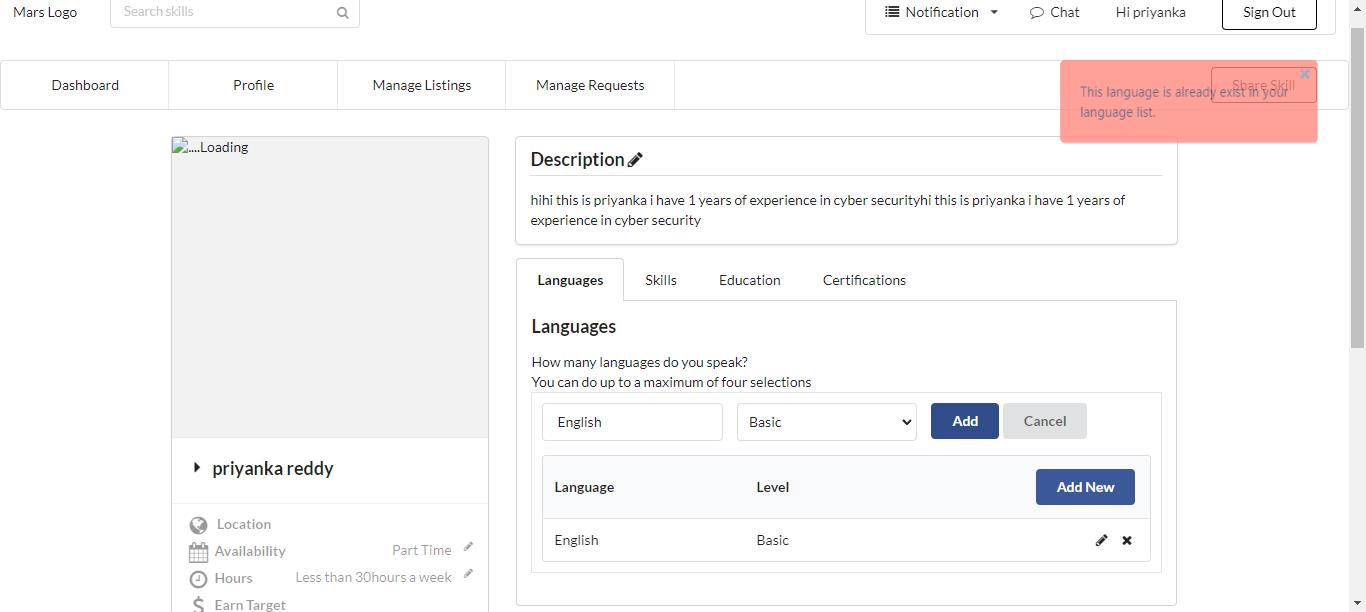 Mars Logo
Search skills
Notification
Chat
Hi priyanka
Sign Out
Dashboard
Profile
Manage Listings
Manage Requests
Share Skill
This language is already exist in your
language list.
....Loading
Description
hihi this is priyanka i have 1 years of experience in cyber securityhi this is priyanka i have 1 years of
experience in cyber security
Languages
Skills
Education
Certifications
Languages
How many languages do you speak?
You can do up to a maximum of four selections
English
Basic
Add
Cancel
Language
Level
Add New
English
Basic
priyanka reddy
Location
Availability
Part Time
Hours
Less than 30hours a week
Earn Target